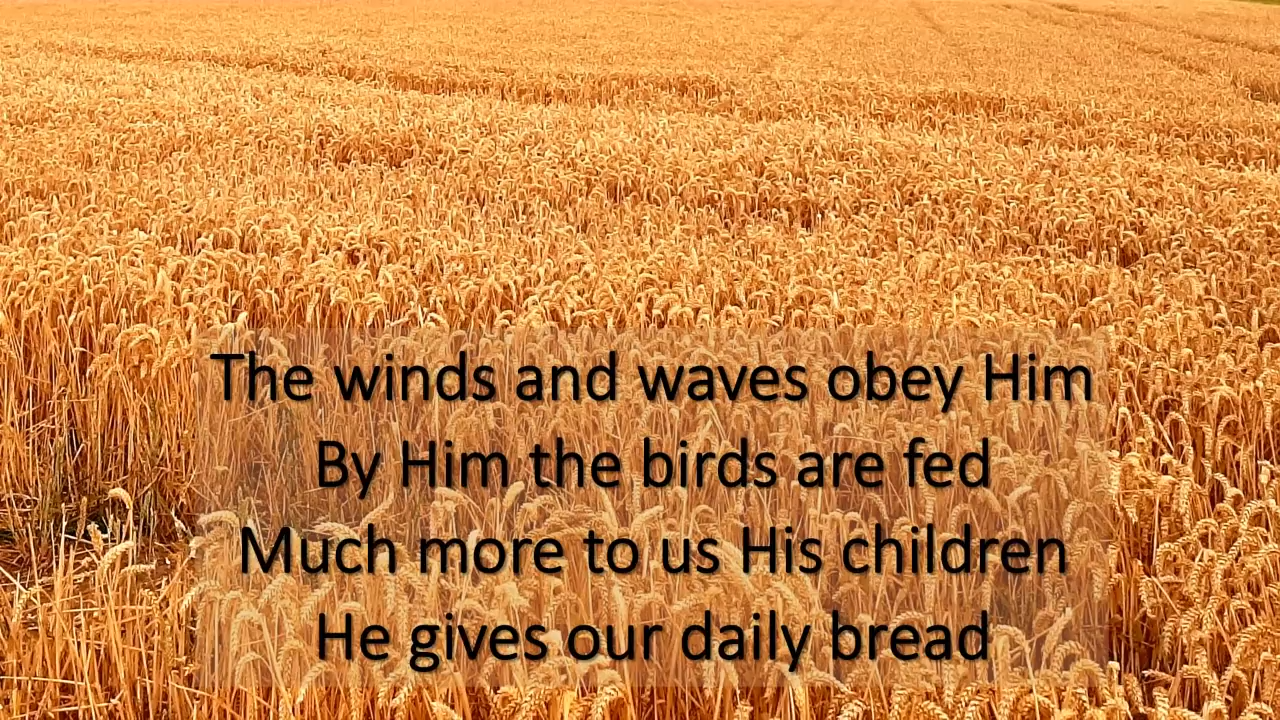 The winds and waves obey Him
By Him the birds are fed
Much more to us His children
He gives our daily bread